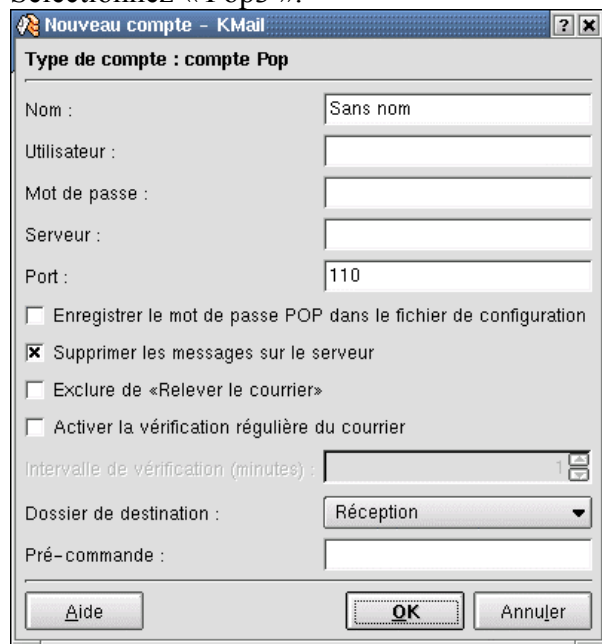 Sélectionnez « Pop3 ».
Nouveau compte - KMail
Type de compte : compte Pop
Nom : Sans nom
Utilisateur :
Mot de passe :
Serveur :
Port : 110
Enregistrer le mot de passe POP dans le fichier de configuration
Supprimer les messages sur le serveur
Exclure de «Relever le courrier»
Activer la vérification régulière du courrier
Intervalle de vérification (minutes) : 1
Dossier de destination : Réception
Pré-commande :
Aide OK Annuler